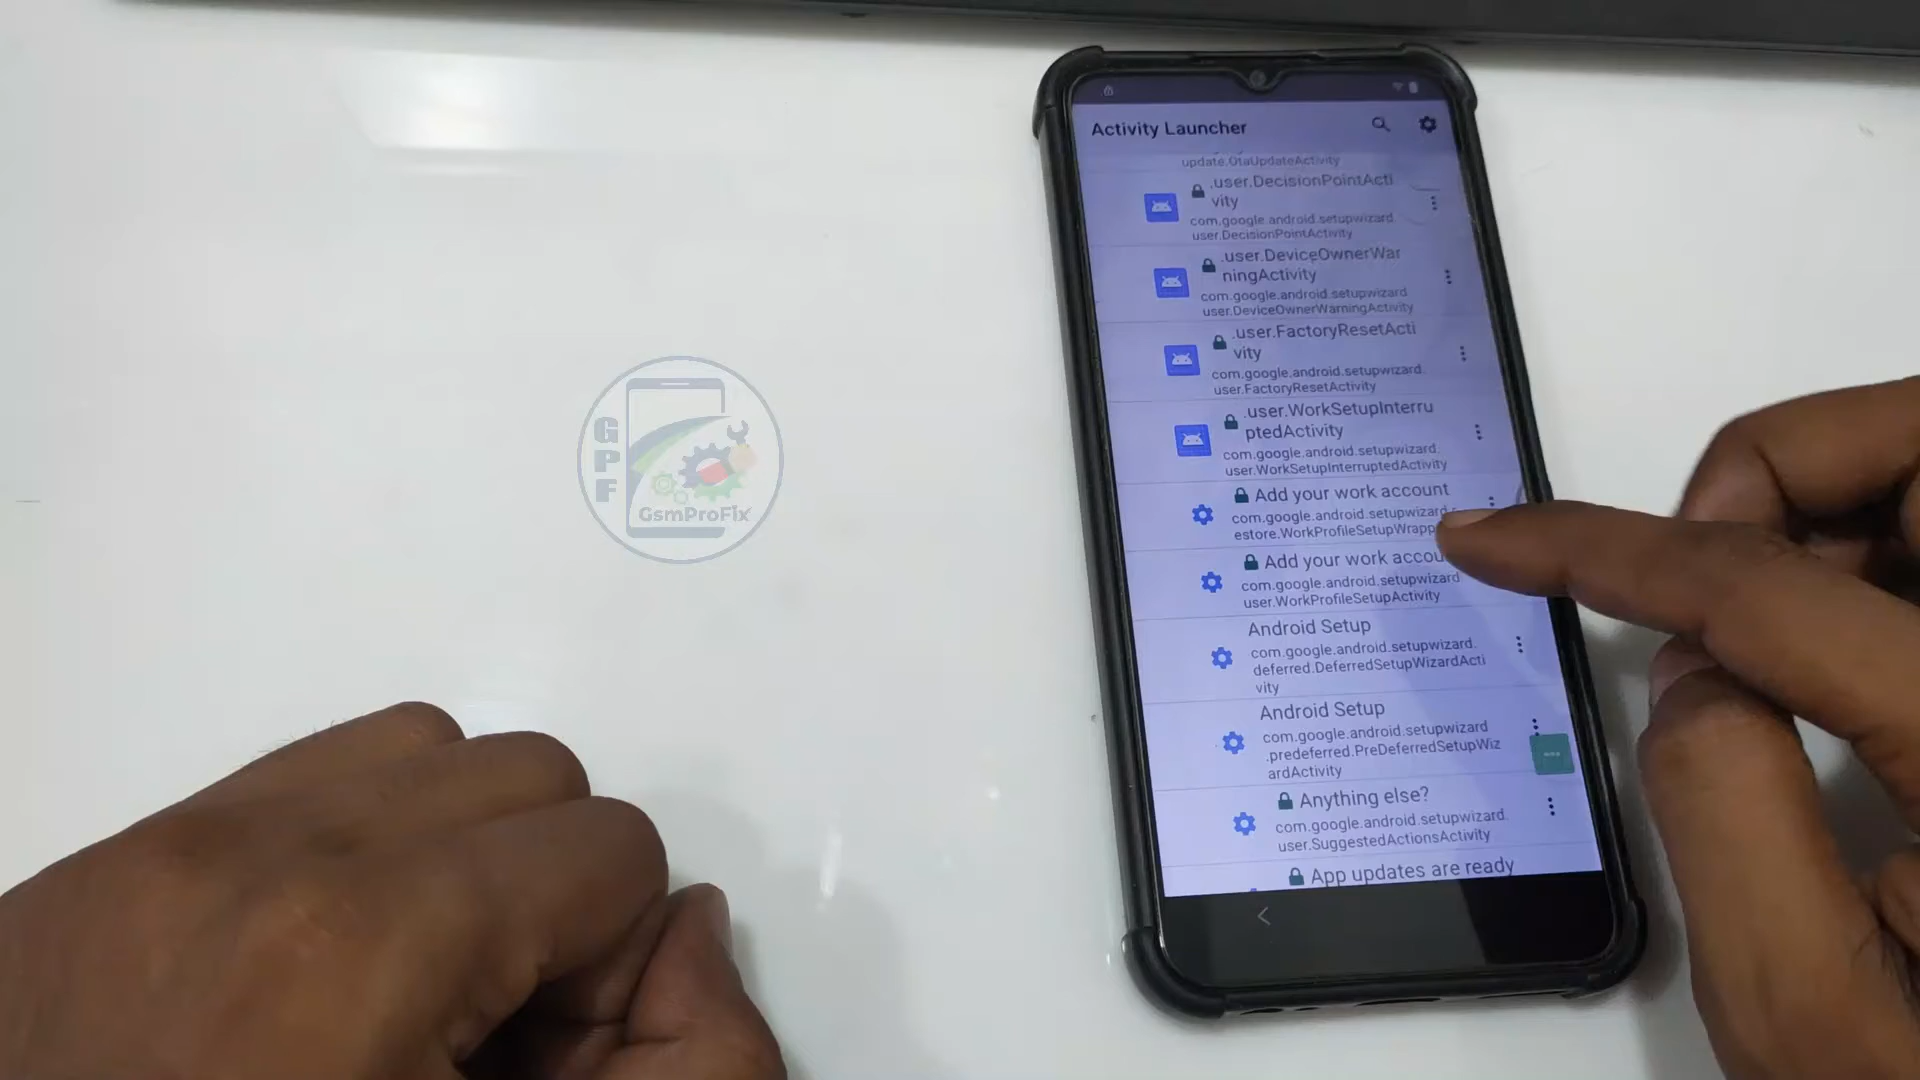 GPF
GsmProFix
Activity Launcher
update.OtaUpdateActivity
.user.DecisionPointActi
vity
com.google.android.setupwizard.
user.DecisionPointActivity
.user.DeviceOwnerWar
ningActivity
com.google.android.setupwizard.
user.DeviceOwnerWarningActivity
.user.FactoryResetActi
vity
com.google.android.setupwizard.
user.FactoryResetActivity
.user.WorkSetupInterru
ptedActivity
com.google.android.setupwizard.
user.WorkSetupInterruptedActivity
Add your work account
com.google.android.setupwizard.r
estore.WorkProfileSetupWrapp
Add your work accou
com.google.android.setupwizard
user.WorkProfileSetupActivity
Android Setup
com.google.android.setupwizard.
deferred.DeferredSetupWizardActi
vity
Android Setup
com.google.android.setupwizard
.predeferred.PreDeferredSetupWiz
ardActivity
Anything else?
com.google.android.setupwizard.
user.SuggestedActionsActivity
App updates are ready